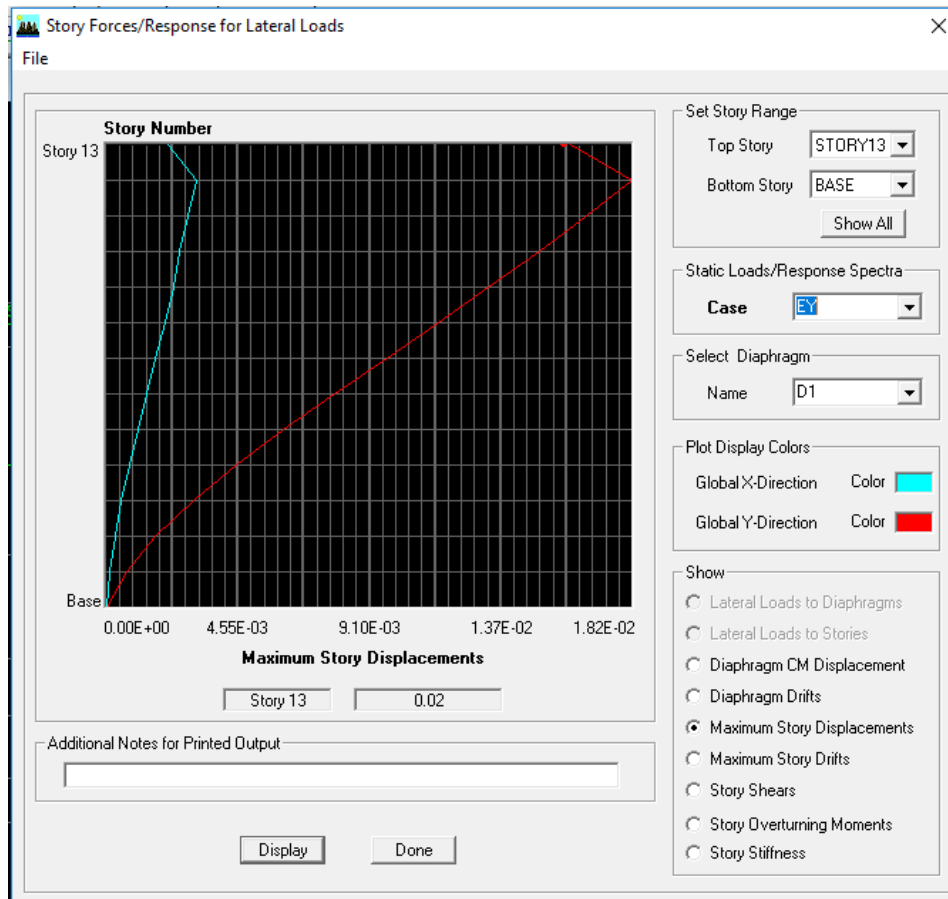 Story Forces/Response for Lateral Loads
File
Story Number
Story 13
Base
0.00E+00 4.55E-03 9.10E-03 1.37E-02 1.82E-02
Maximum Story Displacements
Story 13 0.02
Additional Notes for Printed Output
Display Done
Set Story Range
Top Story STORY13
Bottom Story BASE
Show All
Static Loads/Response Spectra
Case EY
Select Diaphragm
Name D1
Plot Display Colors
Global X-Direction Color
Global Y-Direction Color
Show
Lateral Loads to Diaphragms
Lateral Loads to Stories
Diaphragm CM Displacement
Diaphragm Drifts
Maximum Story Displacements
Maximum Story Drifts
Story Shears
Story Overturning Moments
Story Stiffness